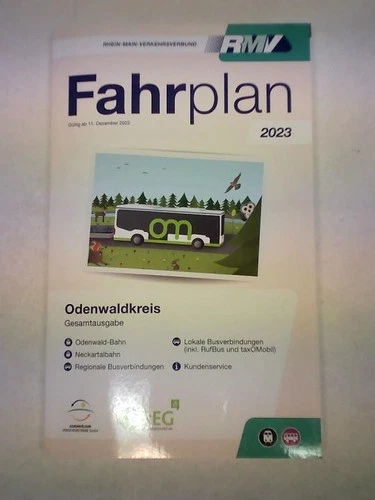 RHEIN-MAIN-VERKEHRSVERBUND
RMV
Fahrplan
Gültig ab 11. Dezember 2022
2023
om
Odenwaldkreis
Gesamtausgabe
Odenwald-Bahn
Neckartalbahn
Regionale Busverbindungen
Lokale Busverbindungen
(inkl. RufBus und taxOMobil)
Kundenservice